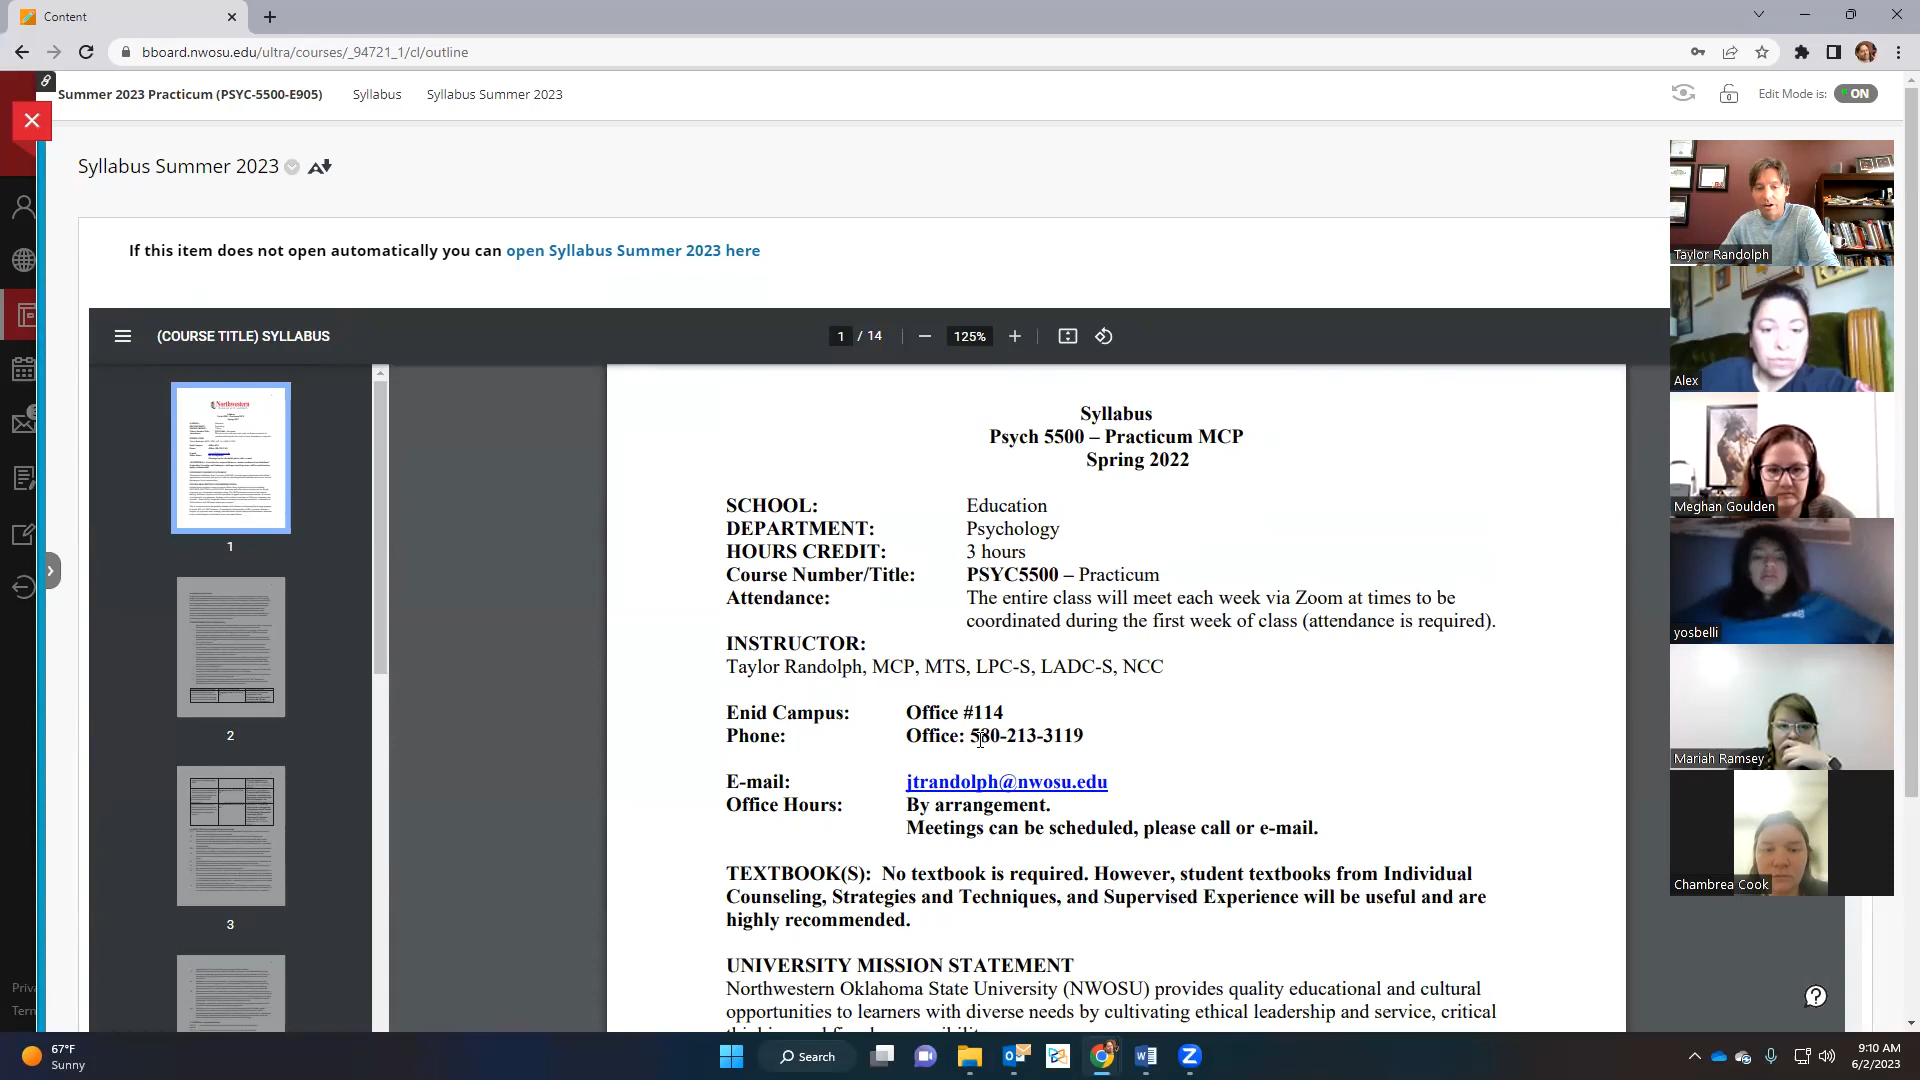 Content
bboard.nwosu.edu/ultra/courses/_94721_1/cl/outline
Summer 2023 Practicum (PSYC-5500-E905) Syllabus Syllabus Summer 2023
Edit Mode is: ON
Syllabus Summer 2023
If this item does not open automatically you can open Syllabus Summer 2023 here
(COURSE TITLE) SYLLABUS
1 / 14
125%
Northwestern
1
2
3
Syllabus
Psych 5500 – Practicum MCP
Spring 2022
SCHOOL: Education
DEPARTMENT: Psychology
HOURS CREDIT: 3 hours
Course Number/Title: PSYC5500 – Practicum
Attendance: The entire class will meet each week via Zoom at times to be
coordinated during the first week of class (attendance is required).
INSTRUCTOR:
Taylor Randolph, MCP, MTS, LPC-S, LADC-S, NCC
Enid Campus: Office #114
Phone: Office: 580-213-3119
E-mail: jtrandolph@nwosu.edu
Office Hours: By arrangement.
Meetings can be scheduled, please call or e-mail.
TEXTBOOK(S): No textbook is required. However, student textbooks from Individual
Counseling, Strategies and Techniques, and Supervised Experience will be useful and are
highly recommended.
UNIVERSITY MISSION STATEMENT
Northwestern Oklahoma State University (NWOSU) provides quality educational and cultural
opportunities to learners with diverse needs by cultivating ethical leadership and service, critical
Taylor Randolph
Alex
Meghan Goulden
yosbelli
Mariah Ramsey
Chambrea Cook
Priva
Term
67°F
Sunny
Search
9:10 AM
6/2/2023